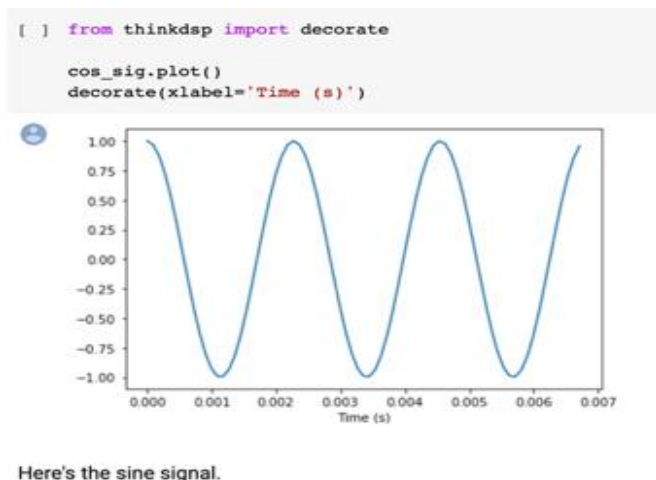 [ ] from thinkdsp import decorate
cos_sig.plot()
decorate(xlabel='Time (s)')
1.00
0.75
0.50
0.25
0.00
−0.25
−0.50
−0.75
−1.00
0.000 0.001 0.002 0.003 0.004 0.005 0.006 0.007
Time (s)
Here's the sine signal.